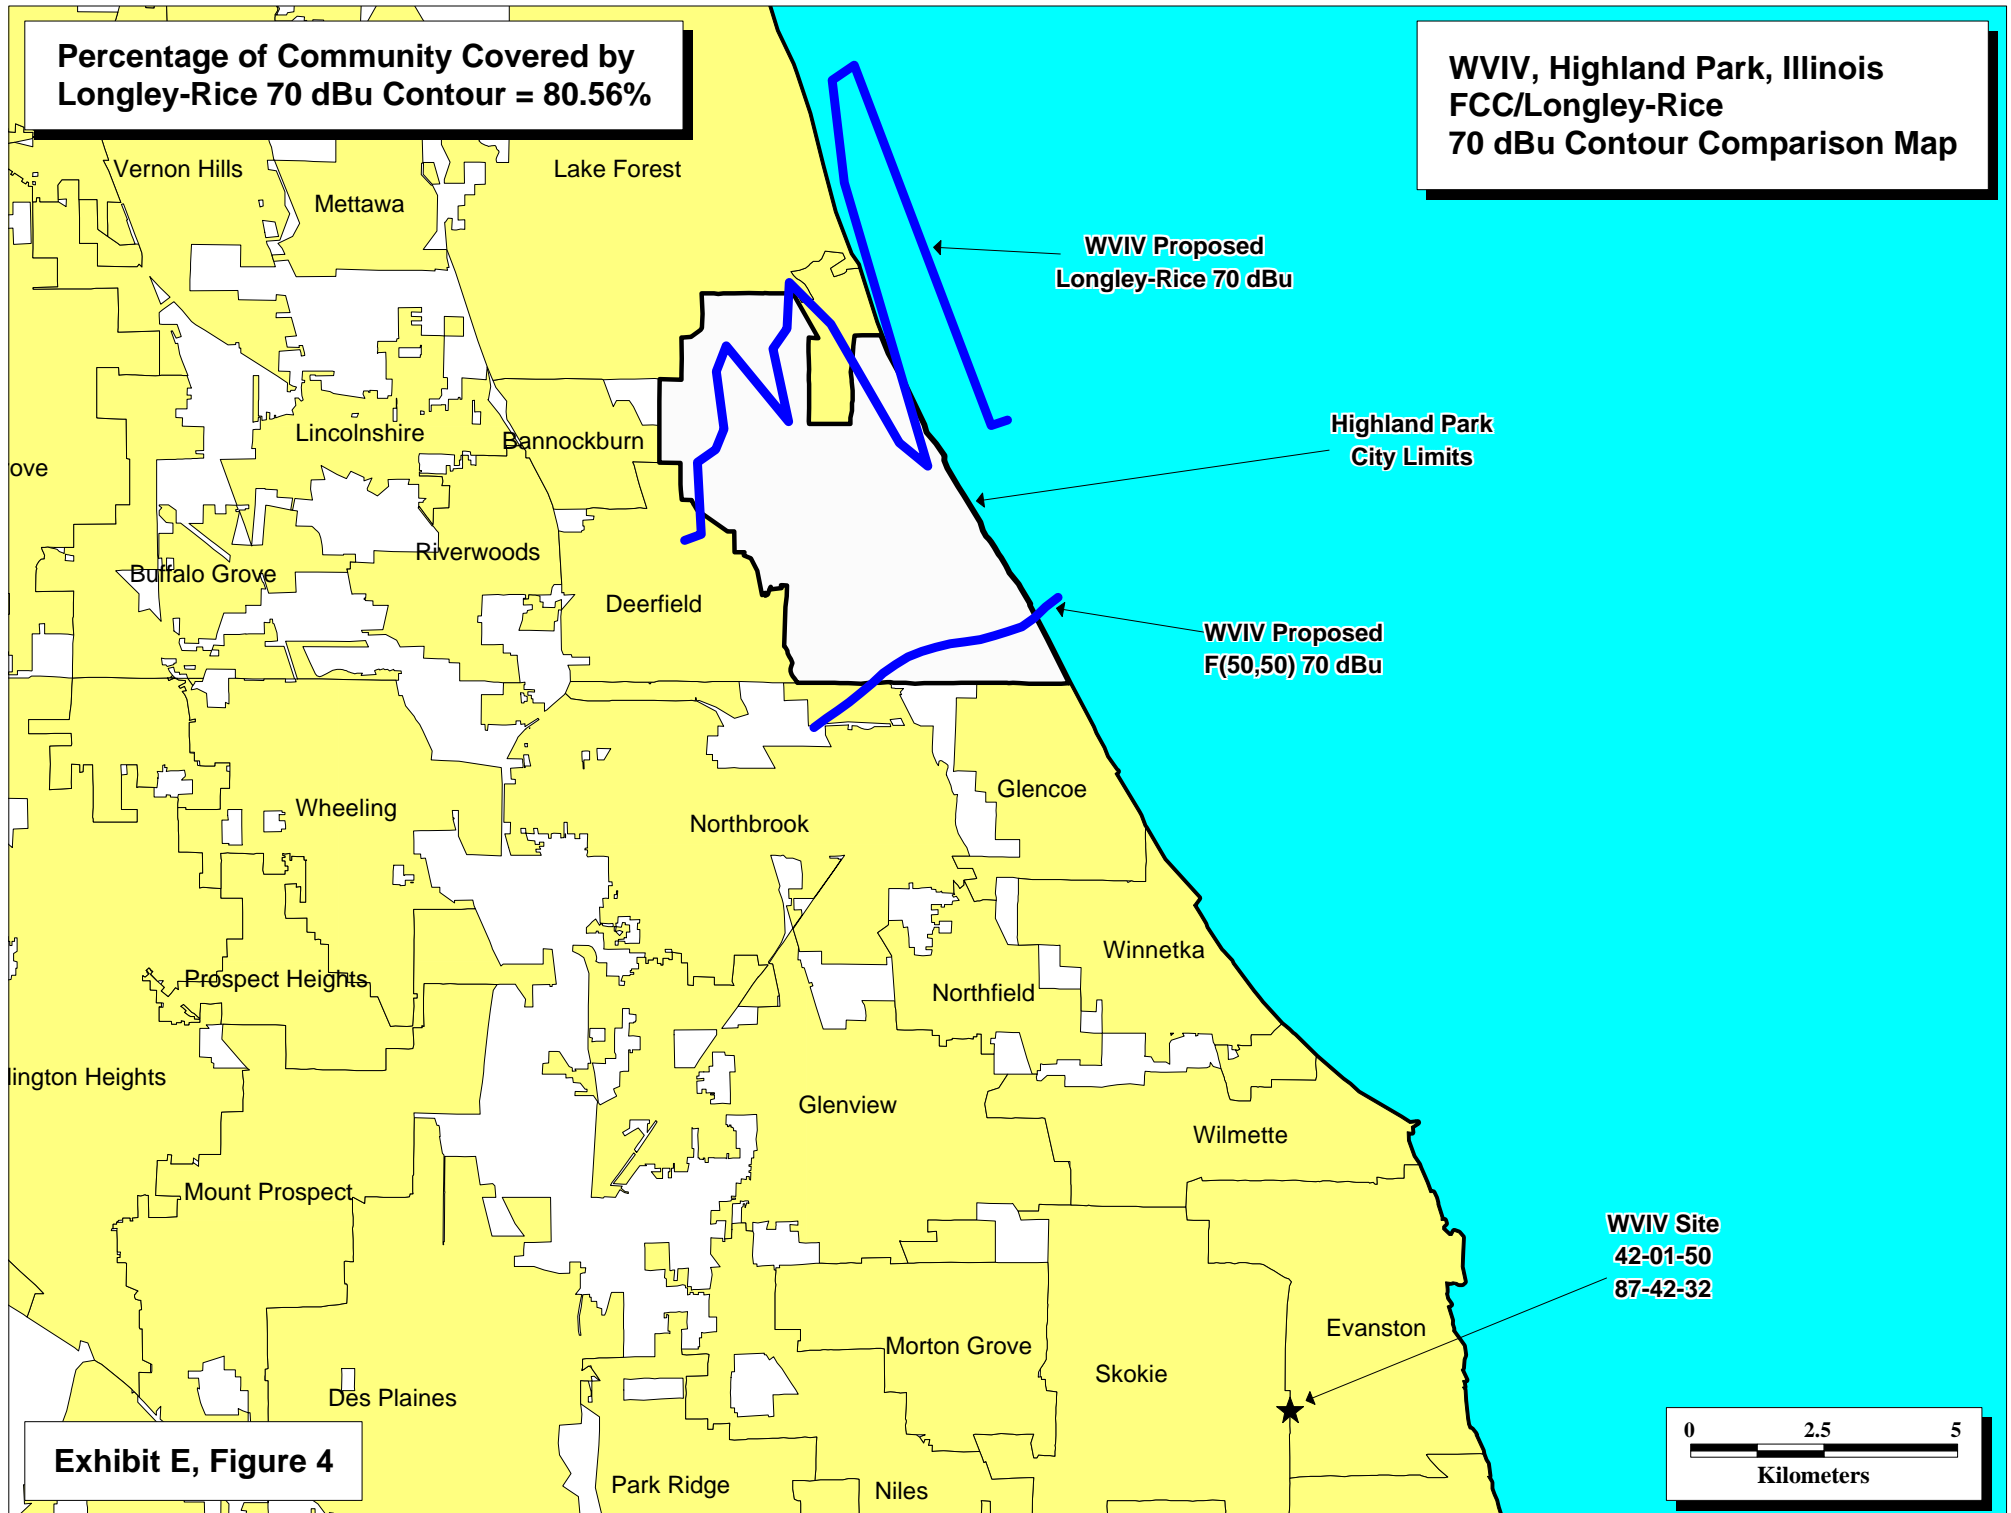 Percentage of Community Covered by
Longley-Rice 70 dBu Contour = 80.56%
WVIV, Highland Park, Illinois
FCC/Longley-Rice
70 dBu Contour Comparison Map
Vernon Hills
Mettawa
Lake Forest
WVIV Proposed
Longley-Rice 70 dBu
Lincolnshire
Bannockburn
Highland Park
City Limits
ove
Riverwoods
Buffalo Grove
Deerfield
WVIV Proposed
F(50,50) 70 dBu
Wheeling
Northbrook
Glencoe
Winnetka
Prospect Heights
Northfield
lington Heights
Glenview
Wilmette
Mount Prospect
WVIV Site
42-01-50
87-42-32
Evanston
Morton Grove
Skokie
Des Plaines
Park Ridge
Niles
Exhibit E, Figure 4
0 2.5 5
Kilometers